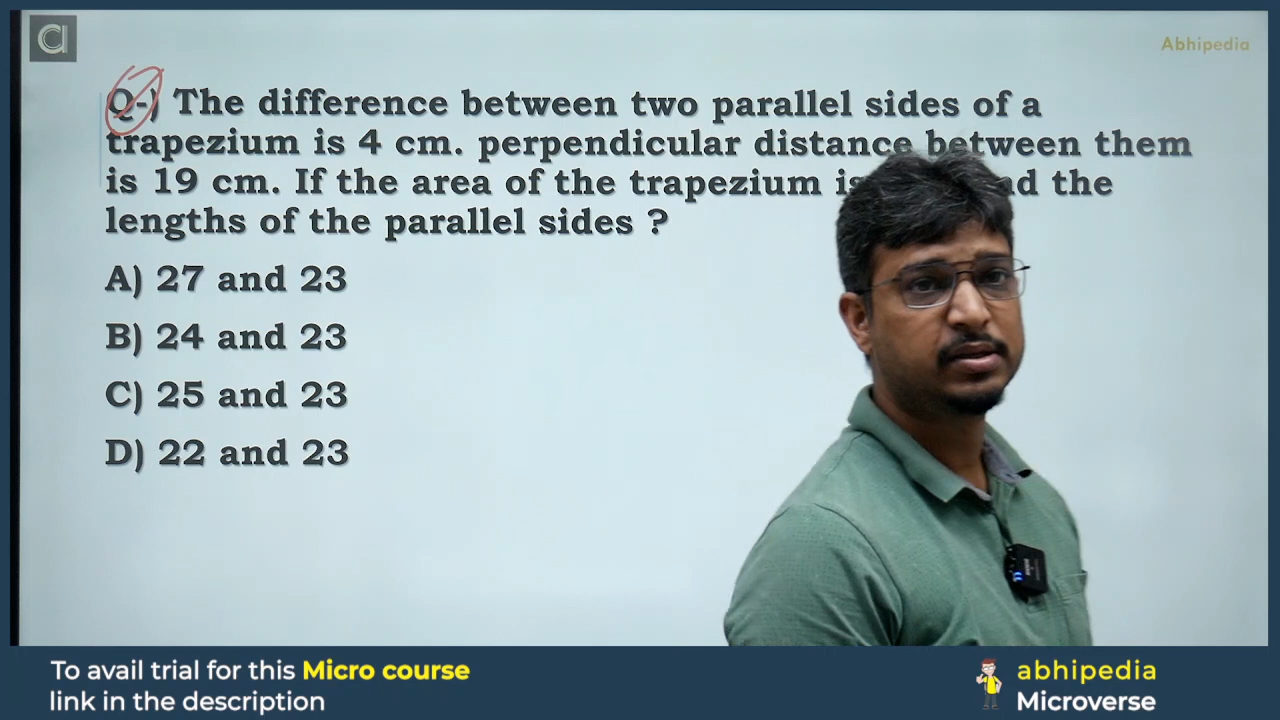 Abhipedia
Q-) The difference between two parallel sides of a
trapezium is 4 cm. perpendicular distance between them
is 19 cm. If the area of the trapezium is the
lengths of the parallel sides ?
A) 27 and 23
B) 24 and 23
C) 25 and 23
D) 22 and 23
To avail trial for this Micro course
link in the description
abhipedia
Microverse